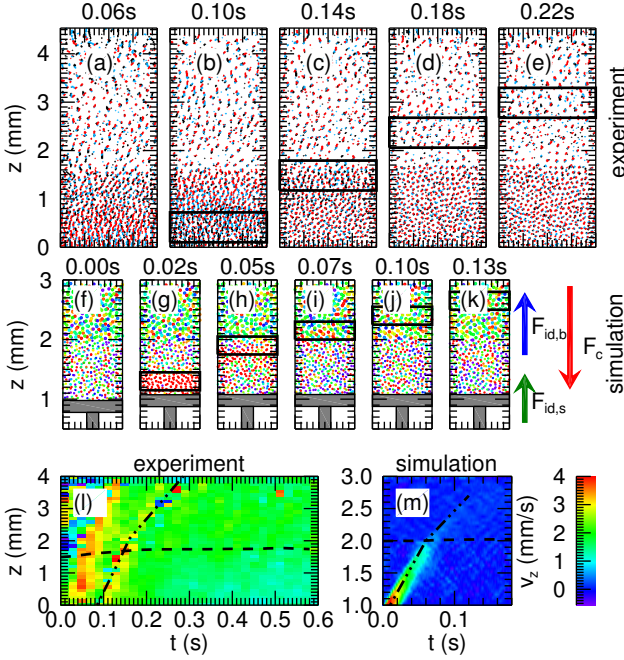 0.06s 0.10s 0.14s 0.18s 0.22s
(a) (b) (c) (d) (e)
z (mm)
4
3
2
1
0
experiment
0.00s 0.02s 0.05s 0.07s 0.10s 0.13s
(f) (g) (h) (i) (j) (k)
z (mm)
3
2
1
F_id,b
F_c
F_id,s
simulation
experiment simulation
(l) (m)
z (mm)
4
2
0
3.0
2.5
2.0
1.5
1.0
0.0 0.1 0.2 0.3 0.4 0.5 0.6
0.0 0.1
t (s) t (s)
v_z (mm/s)
4
3
2
1
0